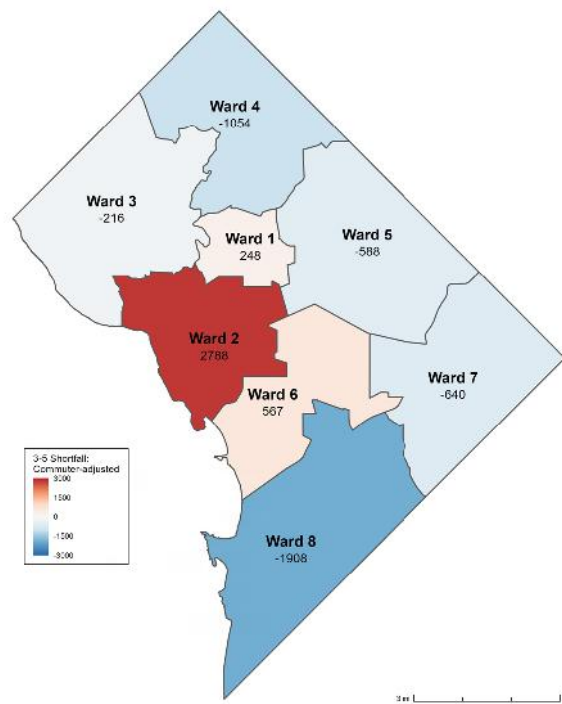 Ward 4
-1054
Ward 3
-216
Ward 1
248
Ward 5
-588
Ward 2
2788
Ward 7
-640
Ward 6
567
3-5 Shortfall:
Commuter-adjusted
3000
1500
0
-1500
-3000
Ward 8
-1908
3 m